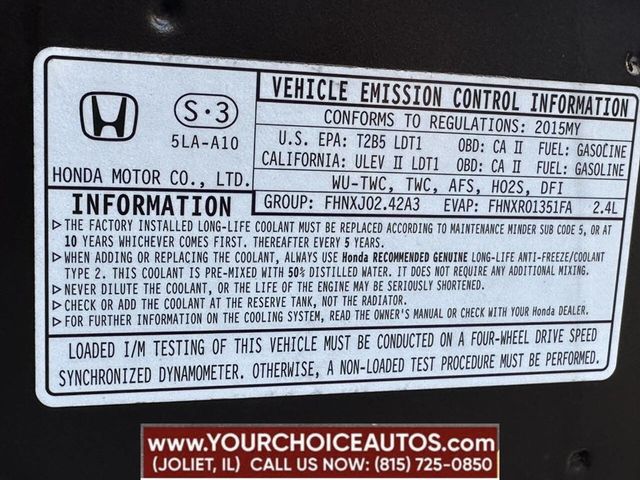 S·3
5LA-A10
HONDA MOTOR CO., LTD.
VEHICLE EMISSION CONTROL INFORMATION
CONFORMS TO REGULATIONS: 2015MY
U.S. EPA: T2B5 LDT1 OBD: CA II FUEL: GASOLINE
CALIFORNIA: ULEV II LDT1 OBD: CA II FUEL: GASOLINE
WU-TWC, TWC, AFS, HO2S, DFI
GROUP: FHNXJ02.42A3 EVAP: FHNXR01351FA 2.4L
INFORMATION
▷THE FACTORY INSTALLED LONG-LIFE COOLANT MUST BE REPLACED ACCORDING TO MAINTENANCE MINDER SUB CODE 5, OR AT
10 YEARS WHICHEVER COMES FIRST. THEREAFTER EVERY 5 YEARS.
▷WHEN ADDING OR REPLACING THE COOLANT, ALWAYS USE Honda RECOMMENDED GENUINE LONG-LIFE ANTI-FREEZE/COOLANT
TYPE 2. THIS COOLANT IS PRE-MIXED WITH 50% DISTILLED WATER. IT DOES NOT REQUIRE ANY ADDITIONAL MIXING.
▷NEVER DILUTE THE COOLANT, OR THE LIFE OF THE ENGINE MAY BE SERIOUSLY SHORTENED.
▷CHECK OR ADD THE COOLANT AT THE RESERVE TANK, NOT THE RADIATOR.
▷FOR FURTHER INFORMATION ON THE COOLING SYSTEM, READ THE OWNER'S MANUAL OR CHECK WITH YOUR Honda DEALER.
LOADED I/M TESTING OF THIS VEHICLE MUST BE CONDUCTED ON A FOUR-WHEEL DRIVE SPEED
SYNCHRONIZED DYNAMOMETER. OTHERWISE, A NON-LOADED TEST PROCEDURE MUST BE PERFORMED.
WWW.YOURCHOICEAUTOS.COM
(JOLIET, IL) CALL US NOW: (815) 725-0850